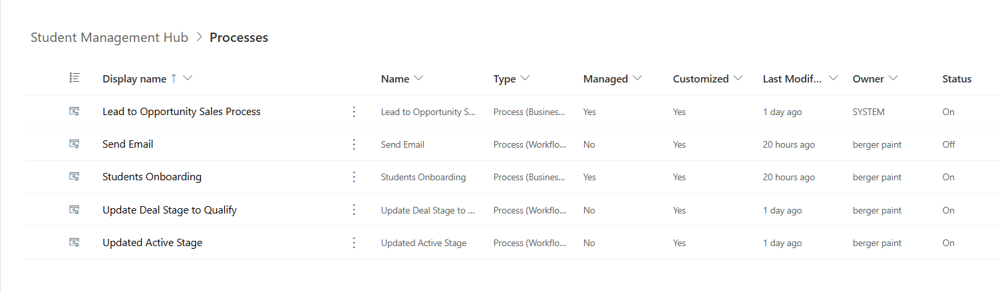 Student Management Hub > Processes
Display name ↑ Name Type Managed Customized Last Modif... Owner Status
Lead to Opportunity Sales Process Lead to Opportunity S... Process (Busines... Yes Yes 1 day ago SYSTEM On
Send Email Send Email Process (Workflo... No Yes 20 hours ago berger paint Off
Students Onboarding Students Onboarding Process (Busines... Yes Yes 20 hours ago berger paint On
Update Deal Stage to Qualify Update Deal Stage to ... Process (Workflo... No Yes 1 day ago berger paint On
Updated Active Stage Updated Active Stage Process (Workflo... No Yes 1 day ago berger paint On